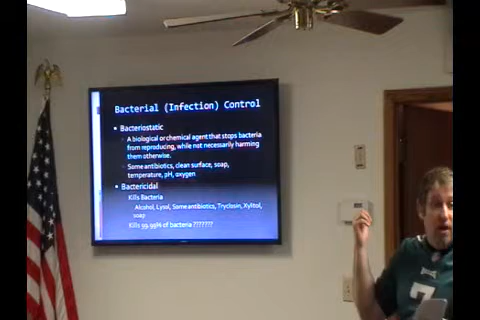 Bacterial (Infection) Control
Bacteriostatic
A biological or chemical agent that stops bacteria
from reproducing, while not necessarily harming
them otherwise.
Some antibiotics, clean surface, soap,
temperature, pH, oxygen
Bactericidal
Kills Bacteria
Alcohol, Lysol, Some antibiotics, Tryclosin, Xylitol,
soap
Kills 99.99% of bacteria ???????
7